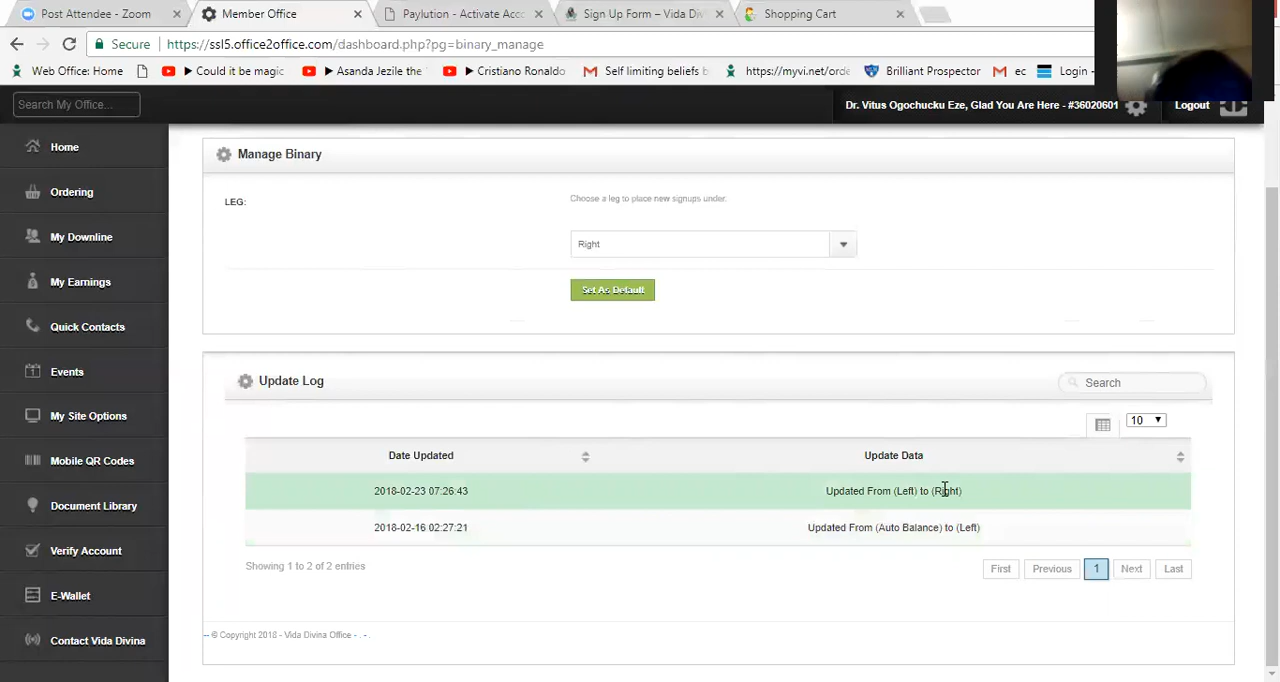 Post Attendee - Zoom
Member Office
Paylution - Activate Acc
Sign Up Form – Vida Div
Shopping Cart
Secure https://ssl5.office2office.com/dashboard.php?pg=binary_manage
Web Office: Home
Could it be magic
Asanda Jezile the
Cristiano Ronaldo
Self limiting beliefs b
https://myvi.net/orde
Brilliant Prospector
ec
Login -
Search My Office...
Dr. Vitus Ogochucku Eze, Glad You Are Here - #36020601
Logout
Home
Ordering
My Downline
My Earnings
Quick Contacts
Events
My Site Options
Mobile QR Codes
Document Library
Verify Account
E-Wallet
Contact Vida Divina
Manage Binary
LEG:
Choose a leg to place new signups under.
Right
Set As Default
Update Log
Search
10
Date Updated Update Data
2018-02-23 07:26:43 Updated From (Left) to (Right)
2018-02-16 02:27:21 Updated From (Auto Balance) to (Left)
Showing 1 to 2 of 2 entries
First Previous 1 Next Last
-- © Copyright 2018 - Vida Divina Office - . - .